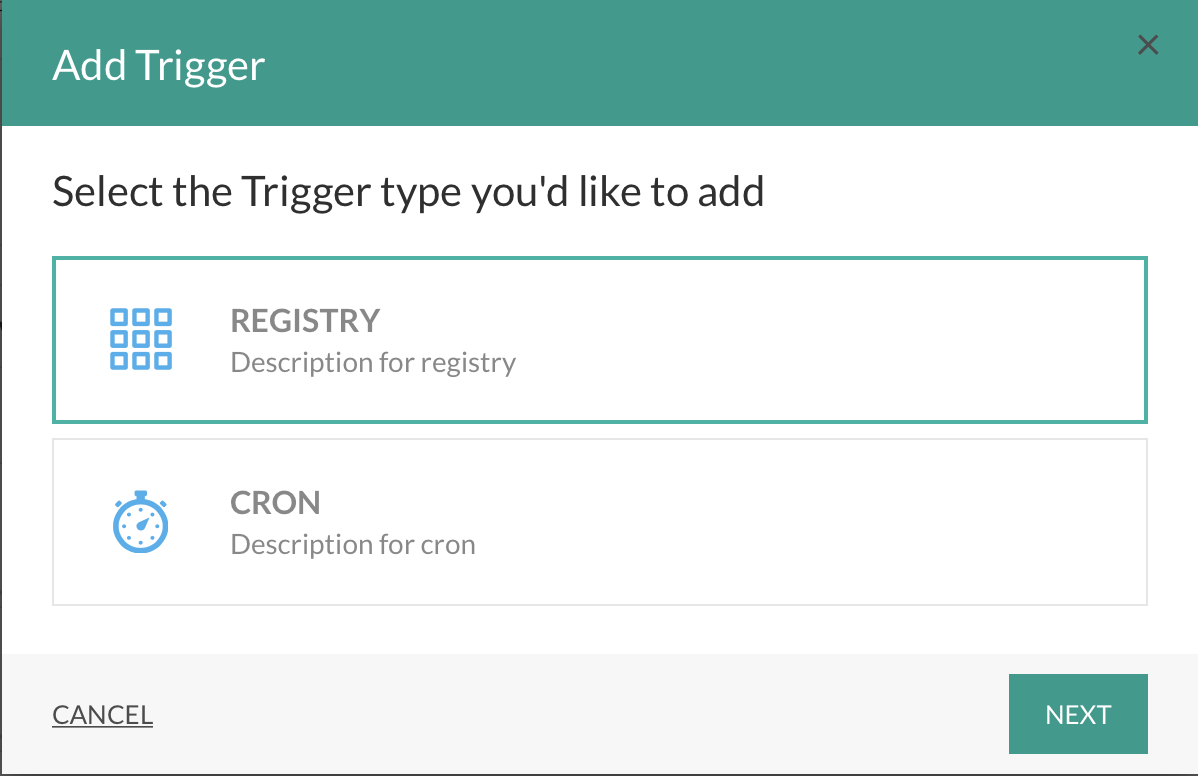 Add Trigger
Select the Trigger type you'd like to add
REGISTRY
Description for registry
CRON
Description for cron
CANCEL
NEXT